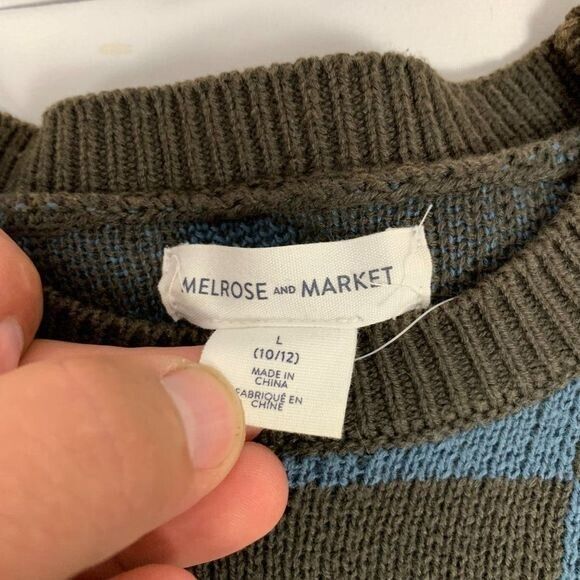 MELROSE AND MARKET
L
(10/12)
MADE IN
CHINA
FABRIQUÉ EN
CHINE